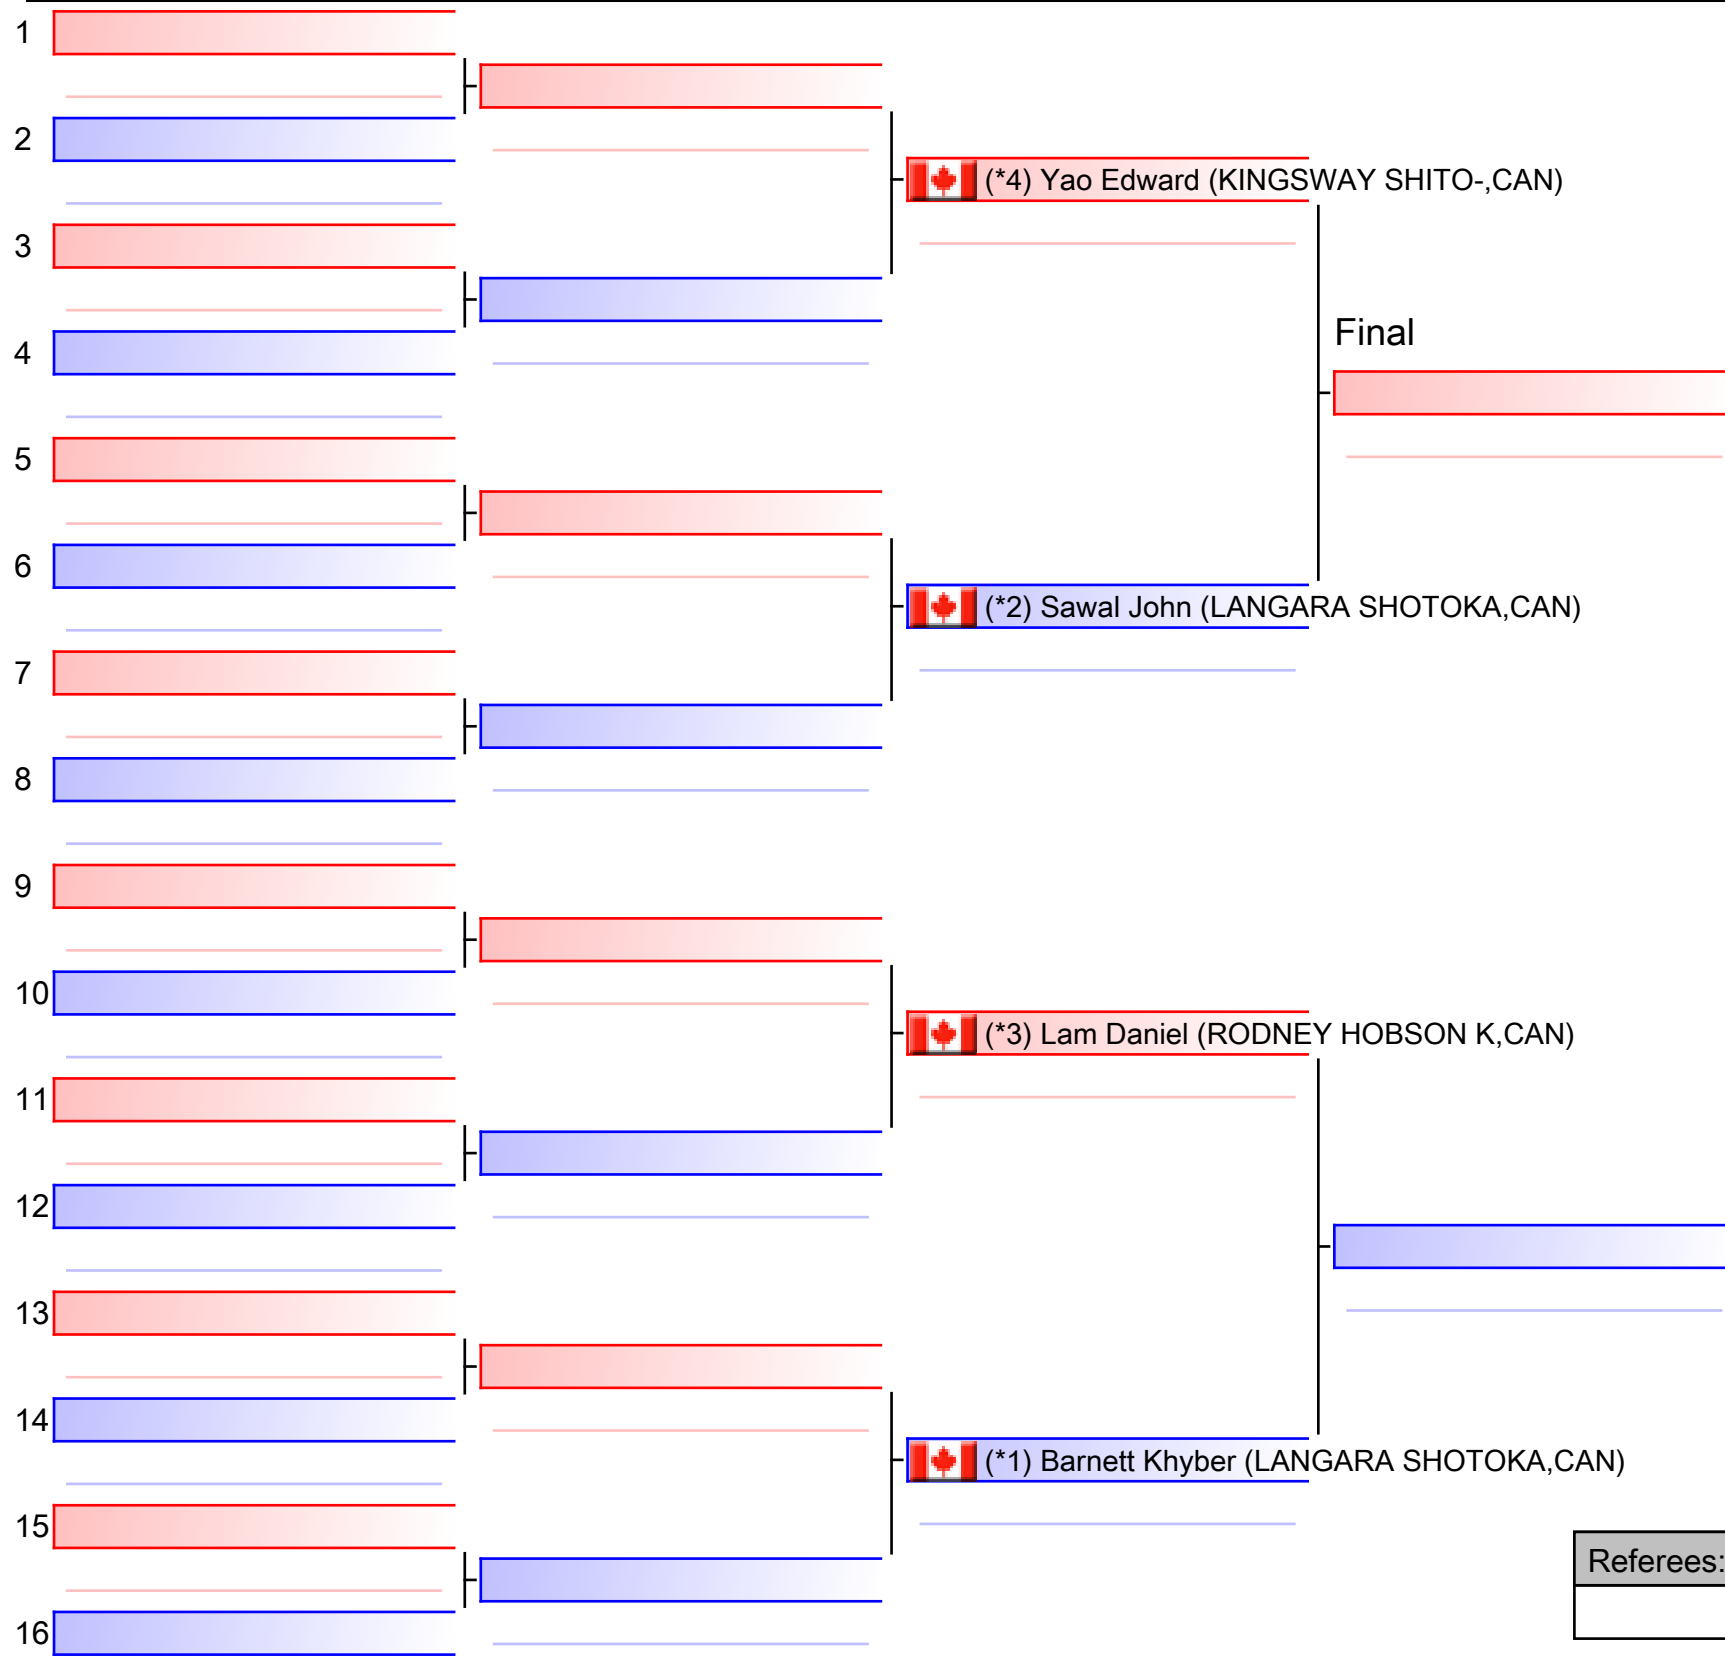 1
2
(*4) Yao Edward (KINGSWAY SHITO-,CAN)
3
Final
4
5
6
(*2) Sawal John (LANGARA SHOTOKA,CAN)
7
8
9
10
(*3) Lam Daniel (RODNEY HOBSON K,CAN)
11
12
13
14
(*1) Barnett Khyber (LANGARA SHOTOKA,CAN)
15
Referees:
16